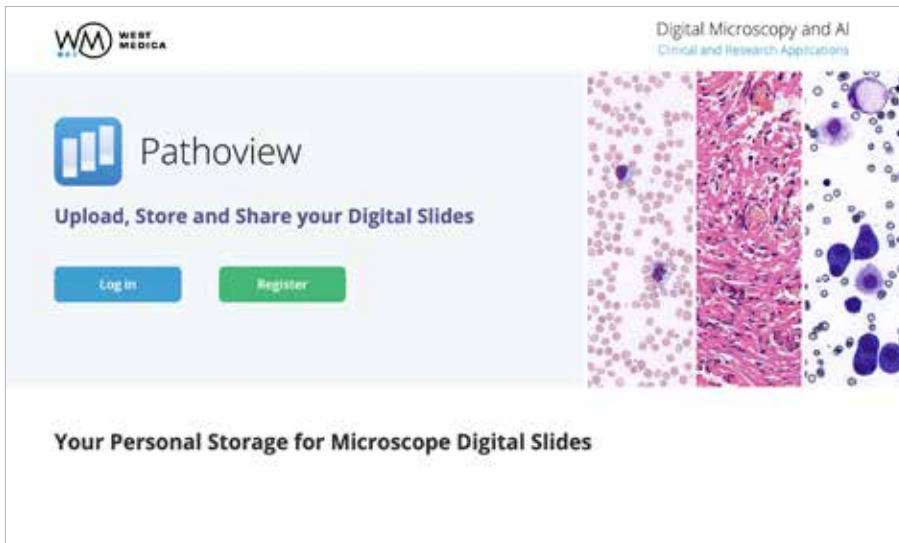 WM
WEST
MEDICA
Digital Microscopy and AI
Clinical and Research Applications
Pathoview
Upload, Store and Share your Digital Slides
Log in
Register
Your Personal Storage for Microscope Digital Slides